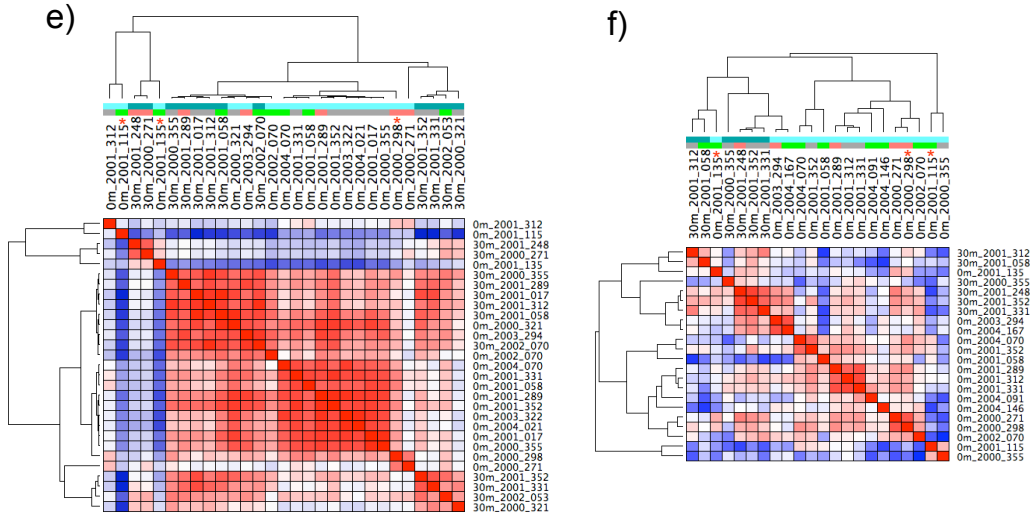 e)
0m_2001_312
0m_2001_115*
30m_2001_248
30m_2000_271
0m_2001_135*
30m_2000_355
30m_2001_289
30m_2001_017
30m_2001_312
30m_2001_058
0m_2000_321
0m_2003_294
30m_2002_070
0m_2002_070
0m_2004_070
0m_2001_331
0m_2001_058
0m_2001_289
0m_2001_352
0m_2003_322
0m_2004_021
0m_2001_017
0m_2000_355
0m_2000_298*
0m_2000_271
30m_2001_352
30m_2001_331
30m_2002_053
30m_2000_321
0m_2001_312
0m_2001_115
30m_2001_248
30m_2000_271
0m_2001_135
30m_2000_355
30m_2001_289
30m_2001_017
30m_2001_312
30m_2001_058
0m_2000_321
0m_2003_294
30m_2002_070
0m_2002_070
0m_2004_070
0m_2001_331
0m_2001_058
0m_2001_289
0m_2001_352
0m_2003_322
0m_2004_021
0m_2001_017
0m_2000_355
0m_2000_298
0m_2000_271
30m_2001_352
30m_2001_331
30m_2002_053
30m_2000_321
f)
30m_2001_312
30m_2001_058
0m_2001_135*
30m_2000_355
30m_2001_248
30m_2001_352
30m_2001_331
0m_2003_294
0m_2004_167
0m_2004_070
0m_2001_352
0m_2001_058
0m_2001_289
0m_2001_312
0m_2001_331
0m_2004_091
0m_2004_146
0m_2000_271
0m_2000_298*
0m_2002_070
0m_2001_115*
0m_2000_355
30m_2001_312
30m_2001_058
0m_2001_135
30m_2000_355
30m_2001_248
30m_2001_352
30m_2001_331
0m_2003_294
0m_2004_167
0m_2004_070
0m_2001_352
0m_2001_058
0m_2001_289
0m_2001_312
0m_2001_331
0m_2004_091
0m_2004_146
0m_2000_271
0m_2000_298
0m_2002_070
0m_2001_115
0m_2000_355